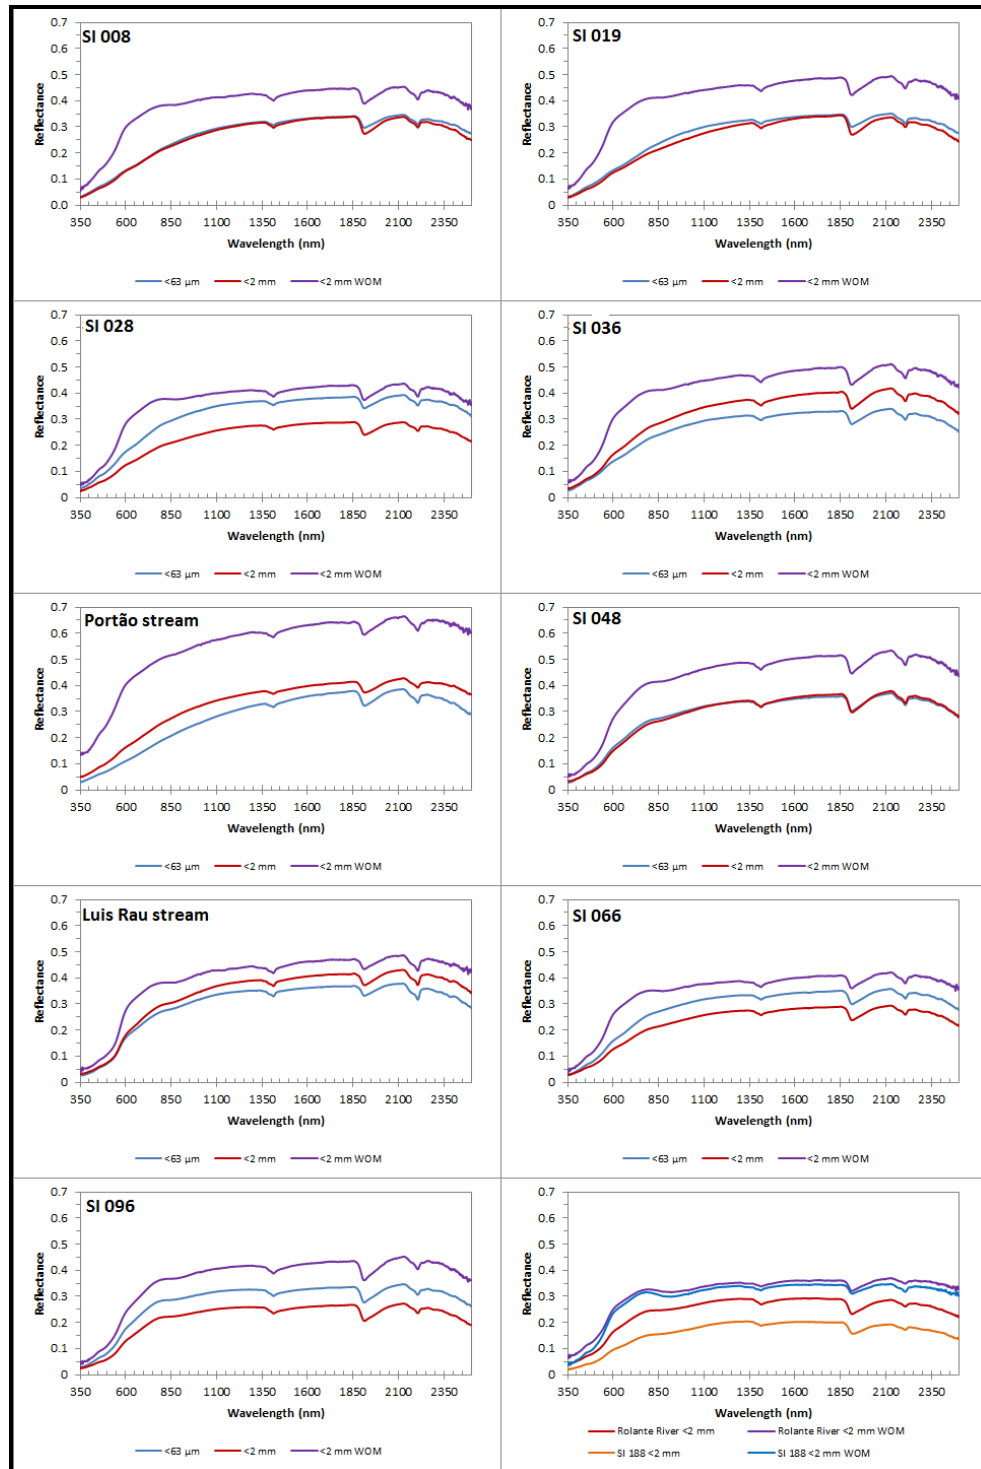 SI 008
0.7
0.6
0.5
0.4
0.3
0.2
0.1
0.0
Reflectance
350 600 850 1100 1350 1600 1850 2100 2350
Wavelength (nm)
<63 µm <2 mm <2 mm WOM
SI 019
0.7
0.6
0.5
0.4
0.3
0.2
0.1
0
Reflectance
350 600 850 1100 1350 1600 1850 2100 2350
Wavelength (nm)
<63 µm <2 mm <2 mm WOM
SI 028
0.7
0.6
0.5
0.4
0.3
0.2
0.1
0
Reflectance
350 600 850 1100 1350 1600 1850 2100 2350
Wavelength (nm)
<63 µm <2 mm <2 mm WOM
SI 036
0.7
0.6
0.5
0.4
0.3
0.2
0.1
0
Reflectance
350 600 850 1100 1350 1600 1850 2100 2350
Wavelength (nm)
<63 µm <2 mm <2 mm WOM
Portão stream
0.7
0.6
0.5
0.4
0.3
0.2
0.1
0
Reflectance
350 600 850 1100 1350 1600 1850 2100 2350
Wavelength (nm)
<63 µm <2 mm <2 mm WOM
SI 048
0.7
0.6
0.5
0.4
0.3
0.2
0.1
0
Reflectance
350 600 850 1100 1350 1600 1850 2100 2350
Wavelength (nm)
<63 µm <2 mm <2 mm WOM
Luis Rau stream
0.7
0.6
0.5
0.4
0.3
0.2
0.1
0
Reflectance
350 600 850 1100 1350 1600 1850 2100 2350
Wavelength (nm)
<63 µm <2 mm <2 mm WOM
SI 066
0.7
0.6
0.5
0.4
0.3
0.2
0.1
0
Reflectance
350 600 850 1100 1350 1600 1850 2100 2350
Wavelength (nm)
<63 µm <2 mm <2 mm WOM
SI 096
0.7
0.6
0.5
0.4
0.3
0.2
0.1
0
Reflectance
350 600 850 1100 1350 1600 1850 2100 2350
Wavelength (nm)
<63 µm <2 mm <2 mm WOM
0.7
0.6
0.5
0.4
0.3
0.2
0.1
0
Reflectance
350 600 850 1100 1350 1600 1850 2100 2350
Wavelength (nm)
Rolante River <2 mm Rolante River <2 mm WOM
SI 188 <2 mm SI 188 <2 mm WOM